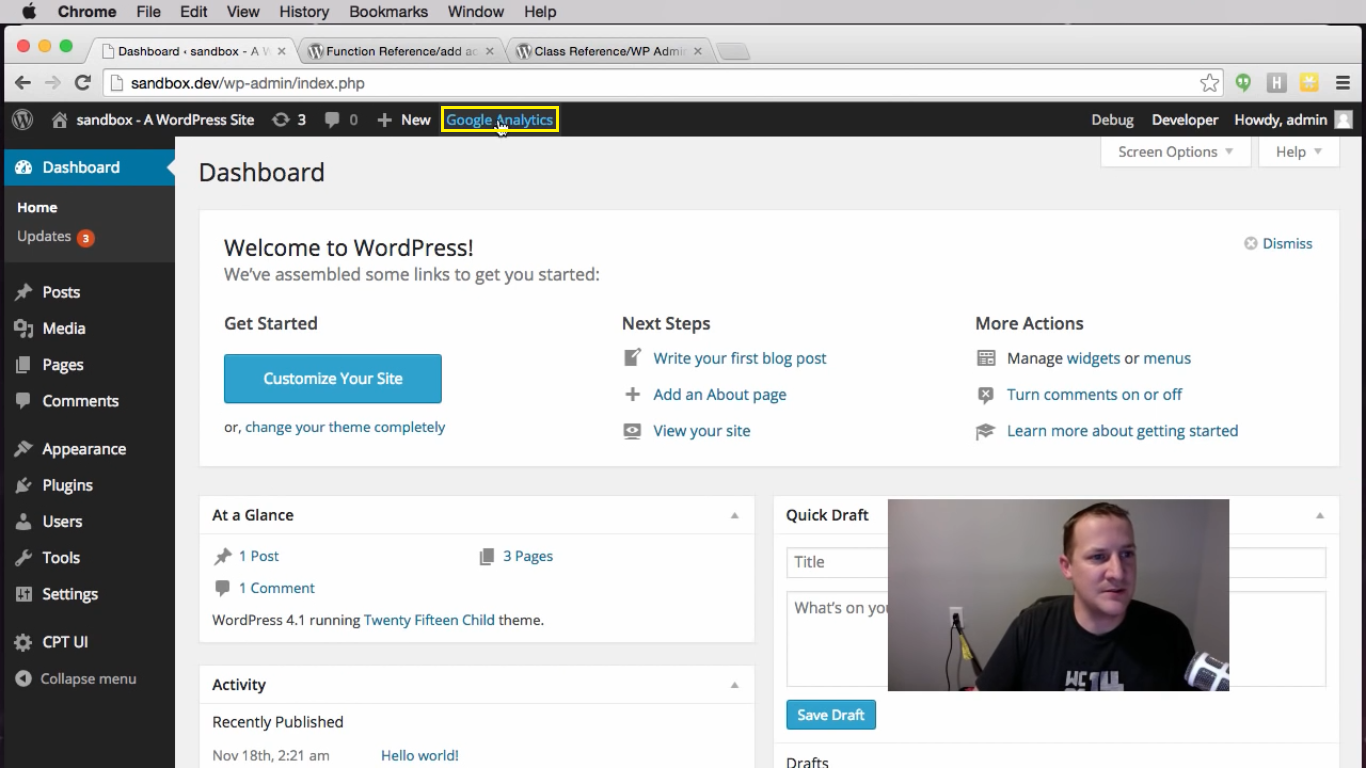 Chrome File Edit View History Bookmarks Window Help
Dashboard ‹ sandbox - A Function Reference/add Class Reference/WP Admi
sandbox.dev/wp-admin/index.php
sandbox - A WordPress Site 3 0 New Google Analytics Debug Developer Howdy, admin
Screen Options Help
Dashboard
Home
Updates 3
Posts
Media
Pages
Comments
Appearance
Plugins
Users
Tools
Settings
CPT UI
Collapse menu
Dashboard
Welcome to WordPress!
Dismiss
We've assembled some links to get you started:
Get Started
Customize Your Site
or, change your theme completely
Next Steps
Write your first blog post
Add an About page
View your site
More Actions
Manage widgets or menus
Turn comments on or off
Learn more about getting started
At a Glance
1 Post 3 Pages
1 Comment
WordPress 4.1 running Twenty Fifteen Child theme.
Activity
Recently Published
Nov 18th, 2:21 am Hello world!
Quick Draft
Title
What's on
Save Draft
Drafts